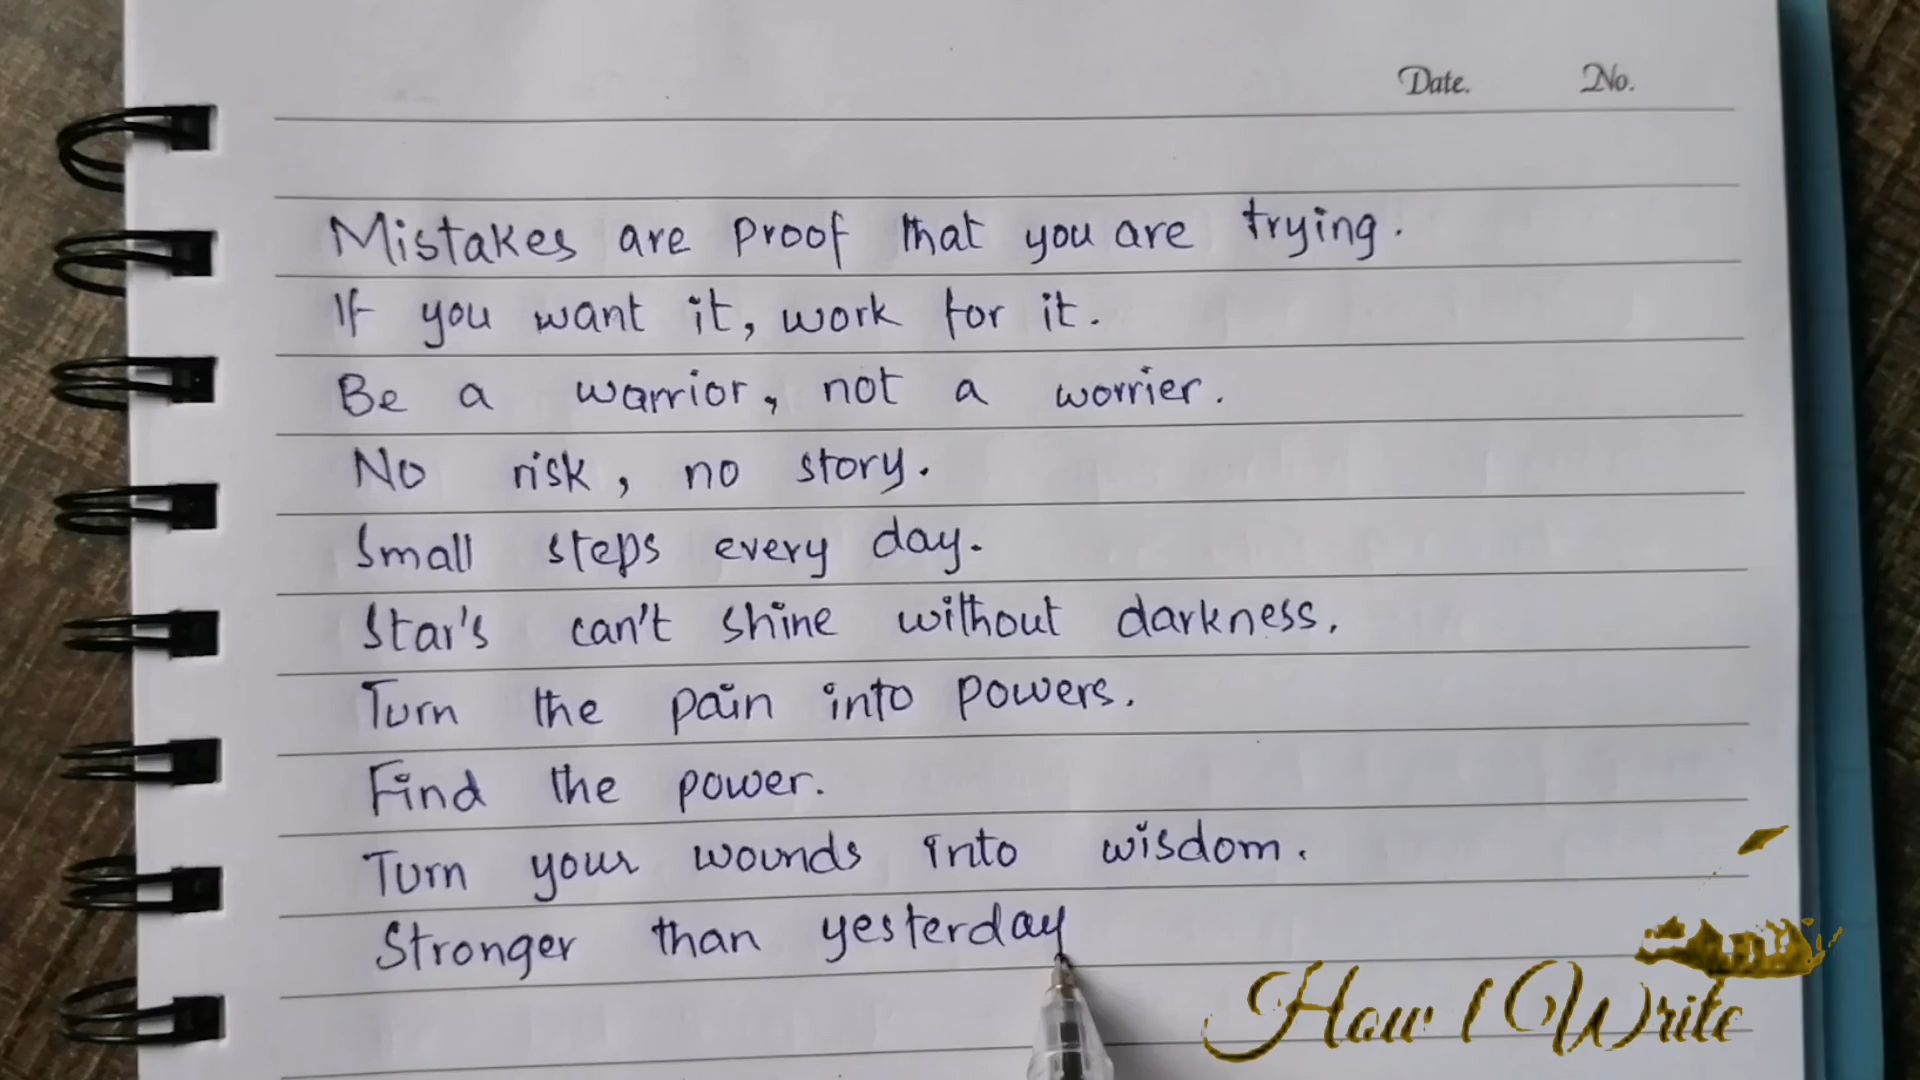 Date. No.
Mistakes are proof that you are trying.
If you want it, work for it.
Be a warrior, not a worrier.
No risk, no story.
Small steps every day.
Star's can't shine without darkness.
Turn the pain into powers.
Find the power.
Turn your wounds into wisdom.
Stronger than yesterday
How I Write